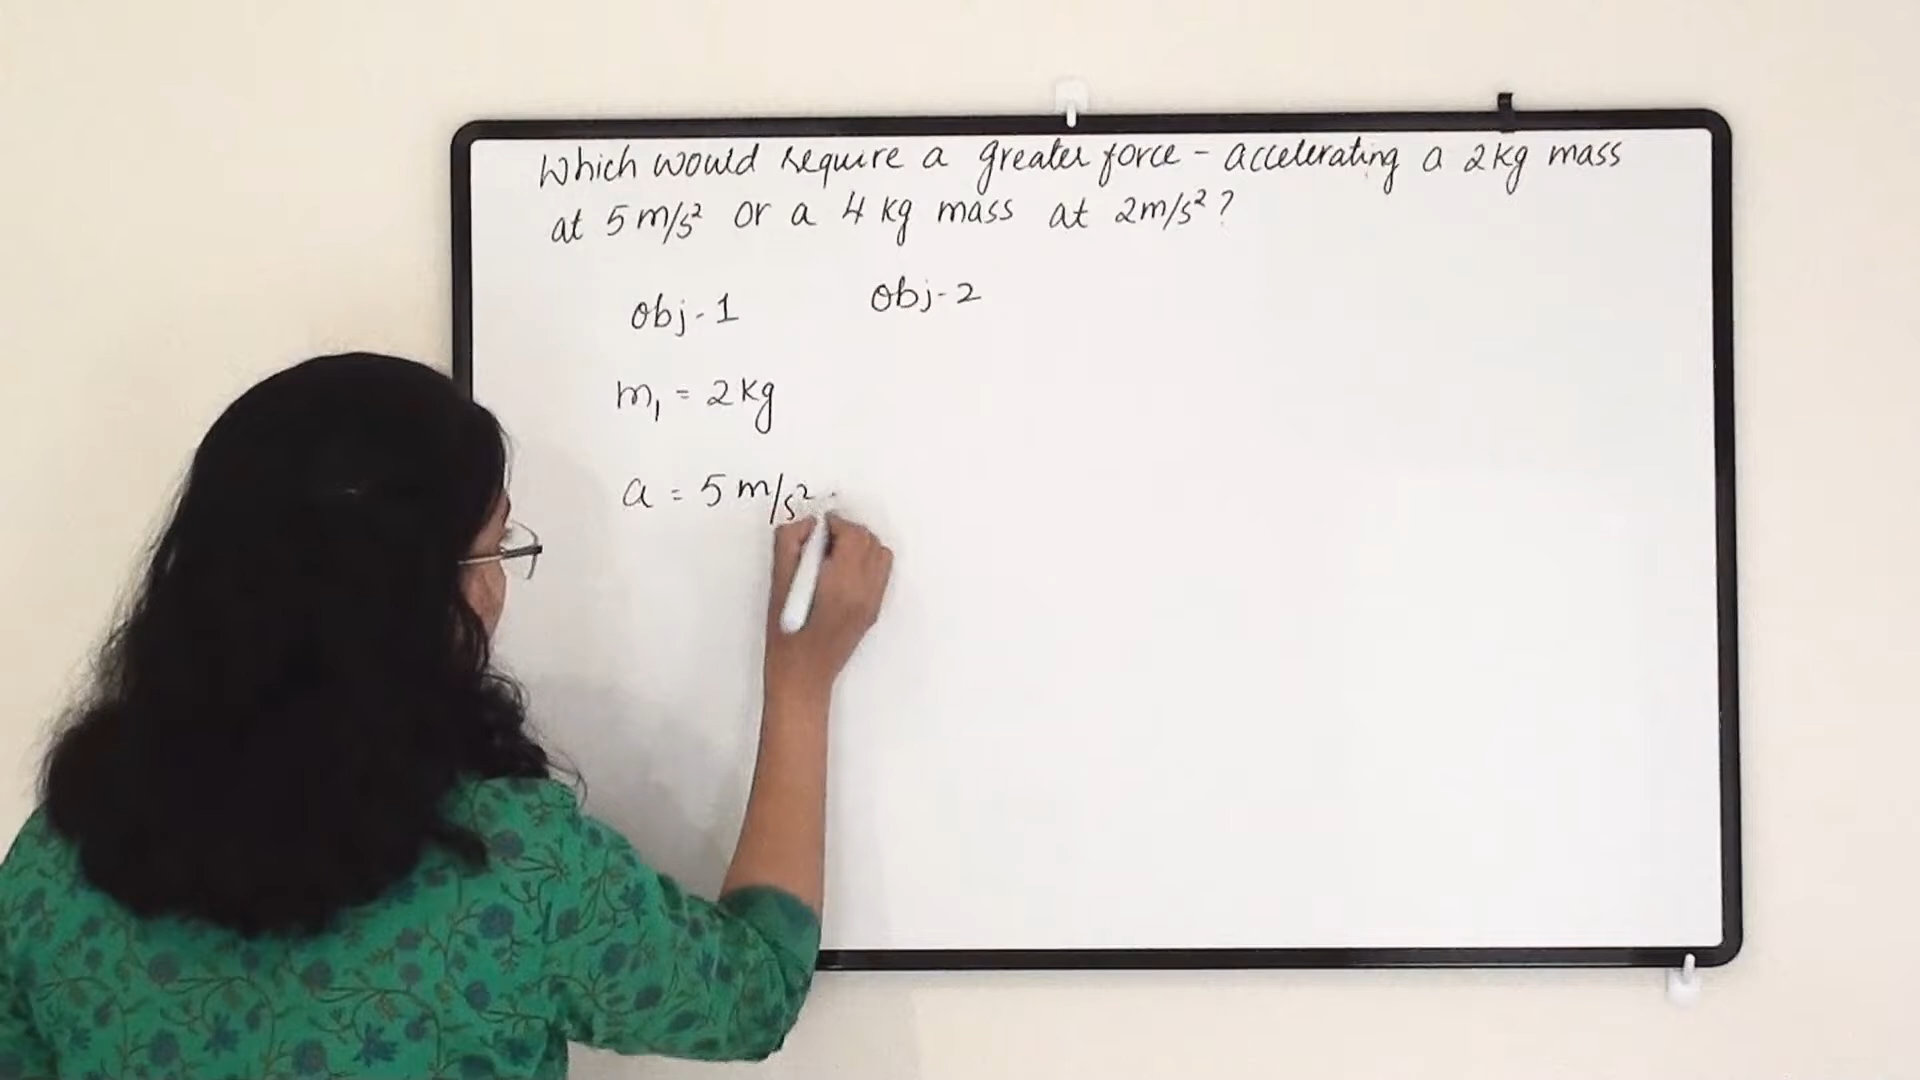 Which would require a greater force - accelerating a 2kg mass
at 5 m/s² or a 4 kg mass at 2m/s² ?
obj-1 obj-2
m₁ = 2kg
a = 5 m/s²